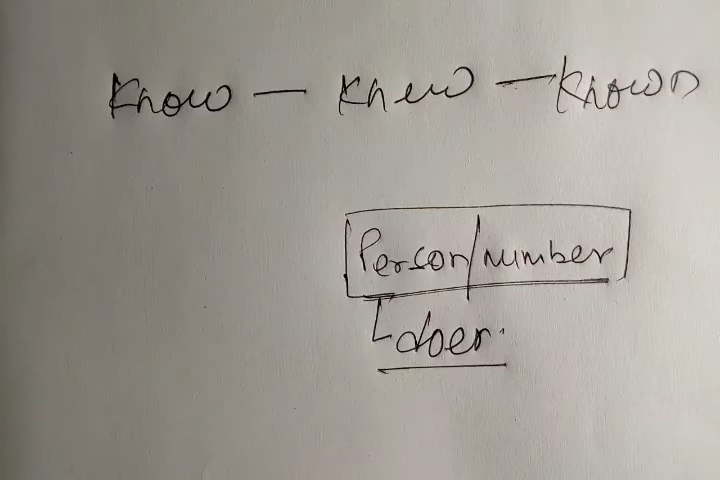 Know — Knew — Known
Person/number
doer.